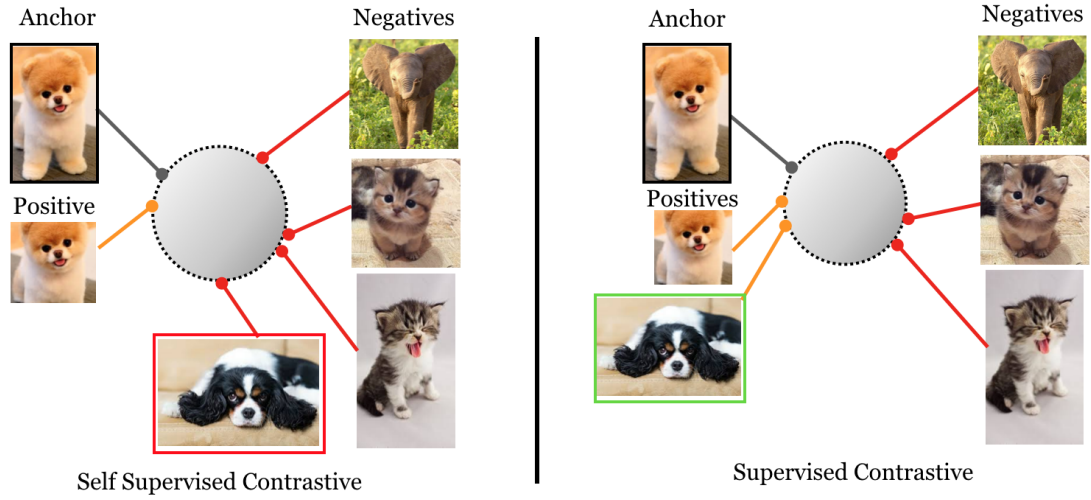 Anchor
Negatives
Positive
Self Supervised Contrastive
Anchor
Negatives
Positives
Supervised Contrastive